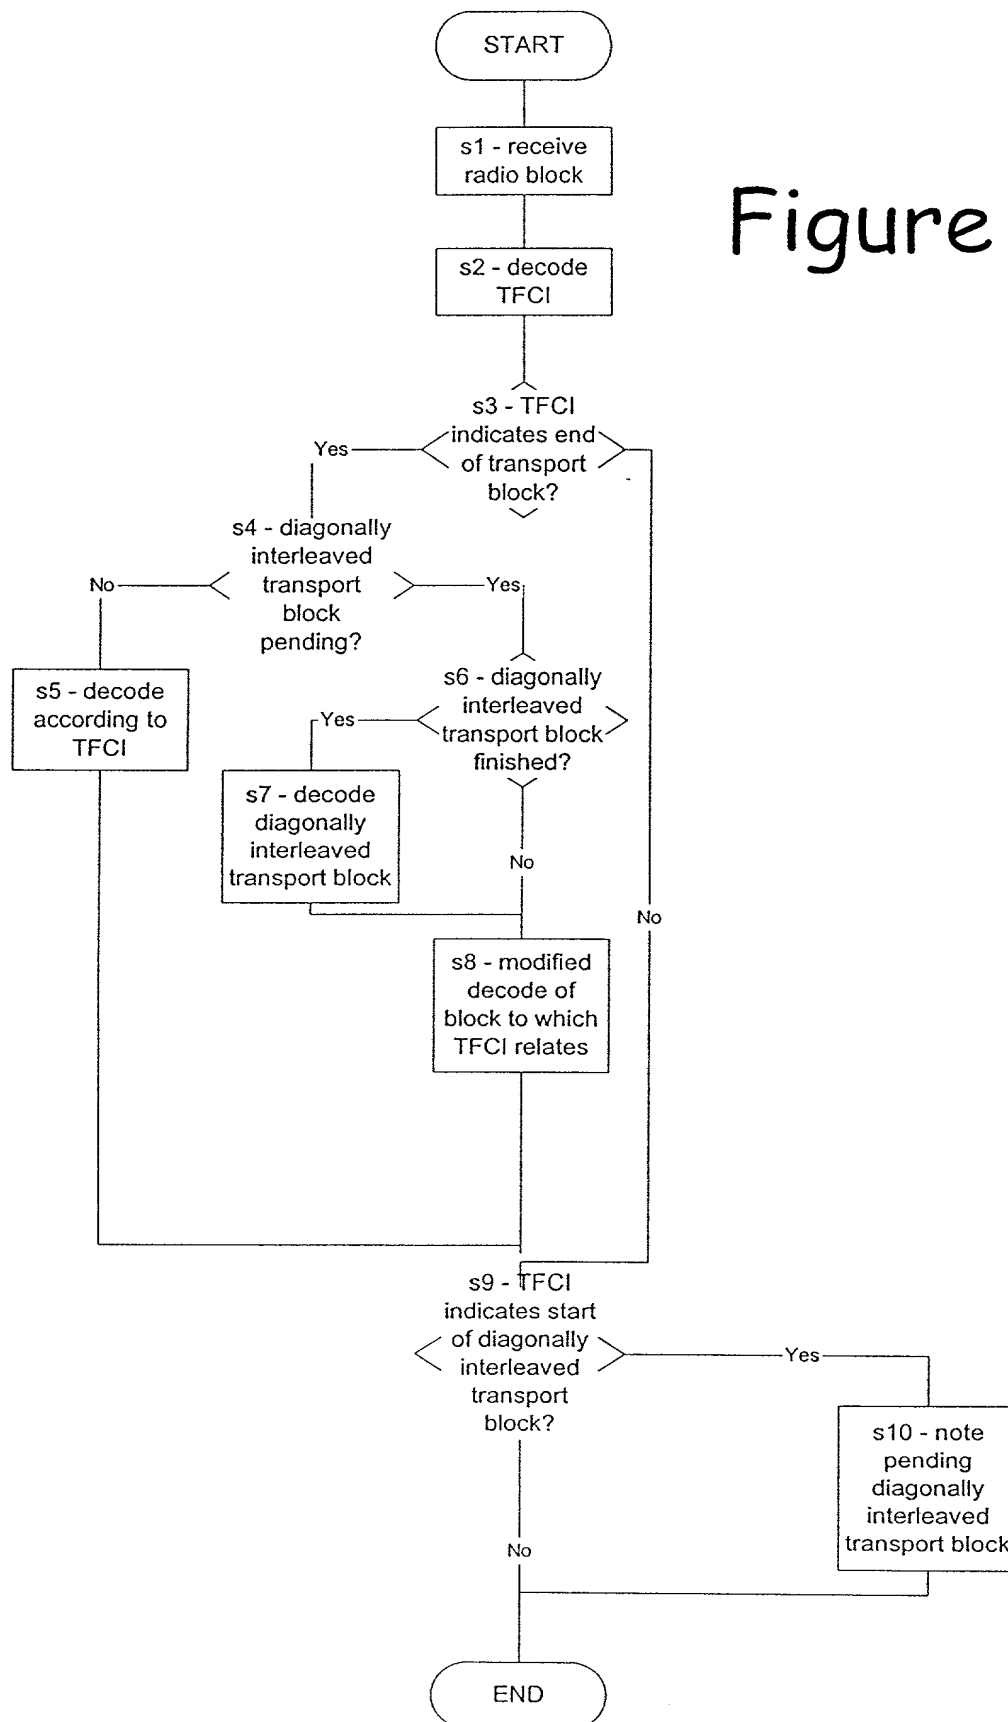 START
s1 - receive
radio block
Figure
s2 - decode
TFCI
s3 - TFCI
indicates end
of transport
block?
Yes
s4 - diagonally
interleaved
transport
block
pending?
No
Yes
s5 - decode
according to
TFCI
s6 - diagonally
interleaved
transport block
finished?
Yes
s7 - decode
diagonally
interleaved
transport block
No
No
s8 - modified
decode of
block to which
TFCI relates
s9 - TFCI
indicates start
of diagonally
interleaved
transport
block?
Yes
s10 - note
pending
diagonally
interleaved
transport block
No
END